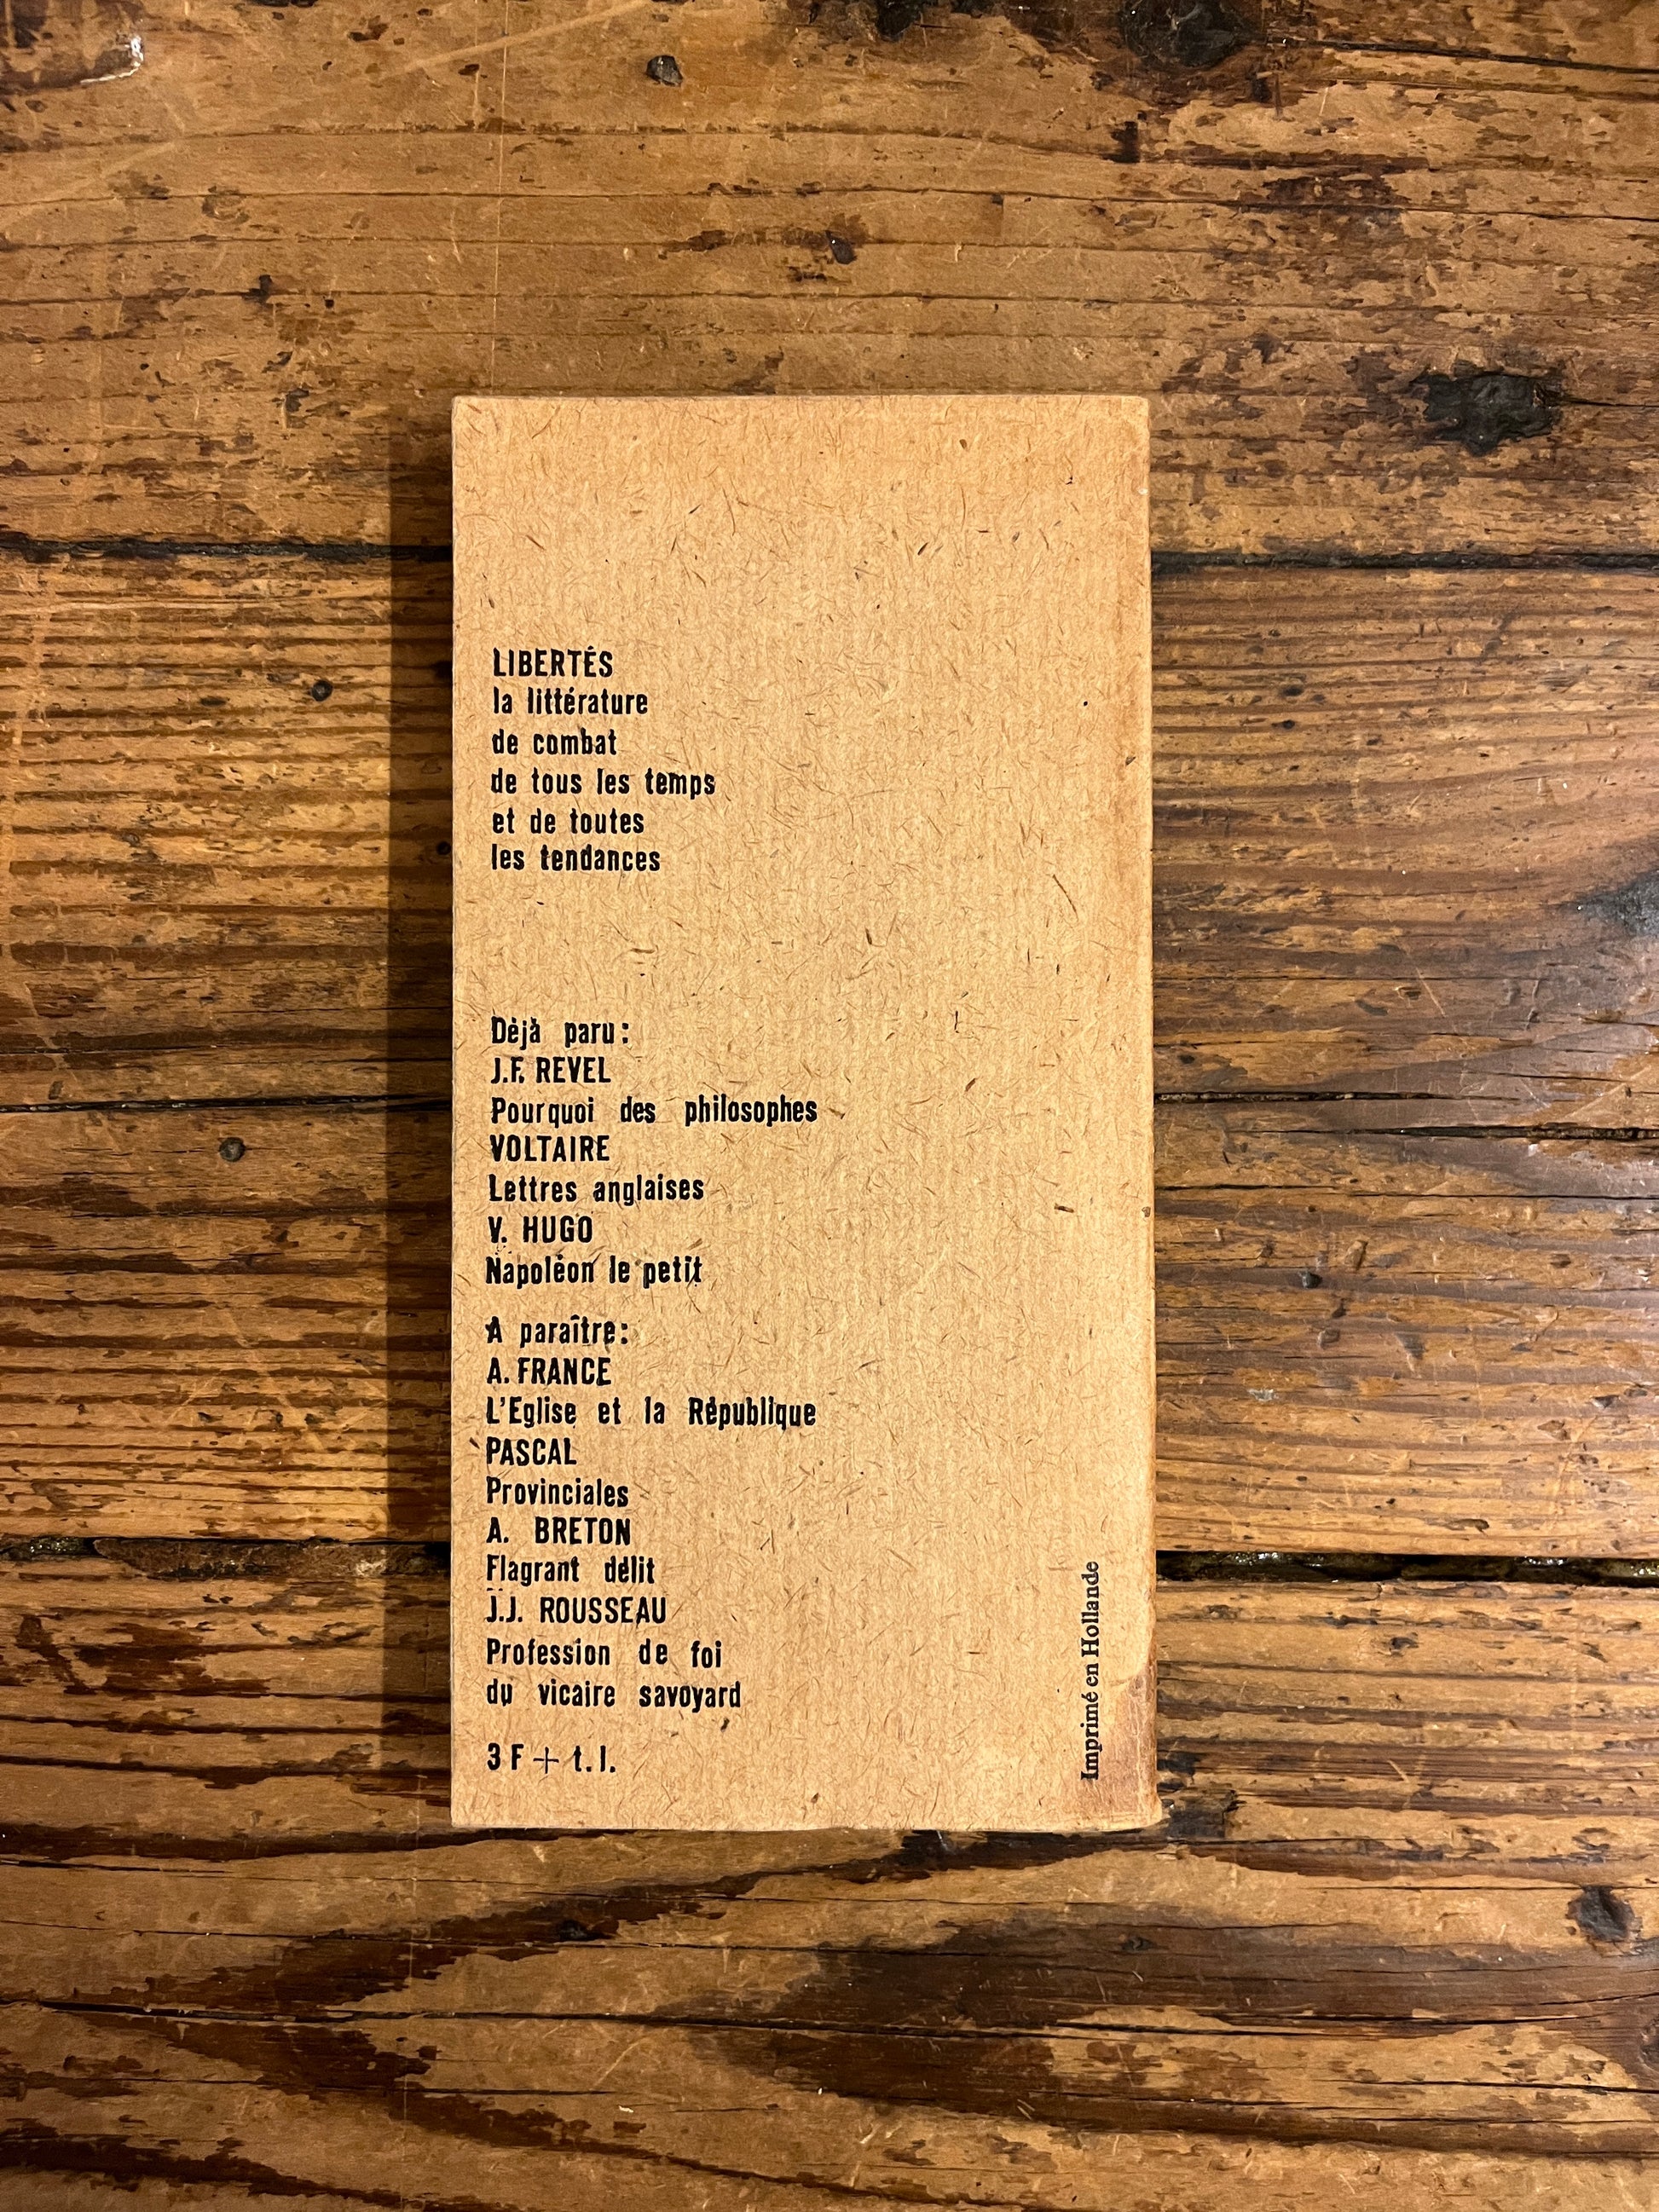 LIBERTÉS
la littérature
de combat
de tous les temps
et de toutes
les tendances
Déjà paru:
J.F. REVEL
Pourquoi des philosophes
VOLTAIRE
Lettres anglaises
V. HUGO
Napoléon le petit
A paraître:
A. FRANCE
L'Eglise et la République
PASCAL
Provinciales
A. BRETON
Flagrant délit
J.J. ROUSSEAU
Profession de foi
du vicaire savoyard
3 F + t. l.
Imprimé en Hollande